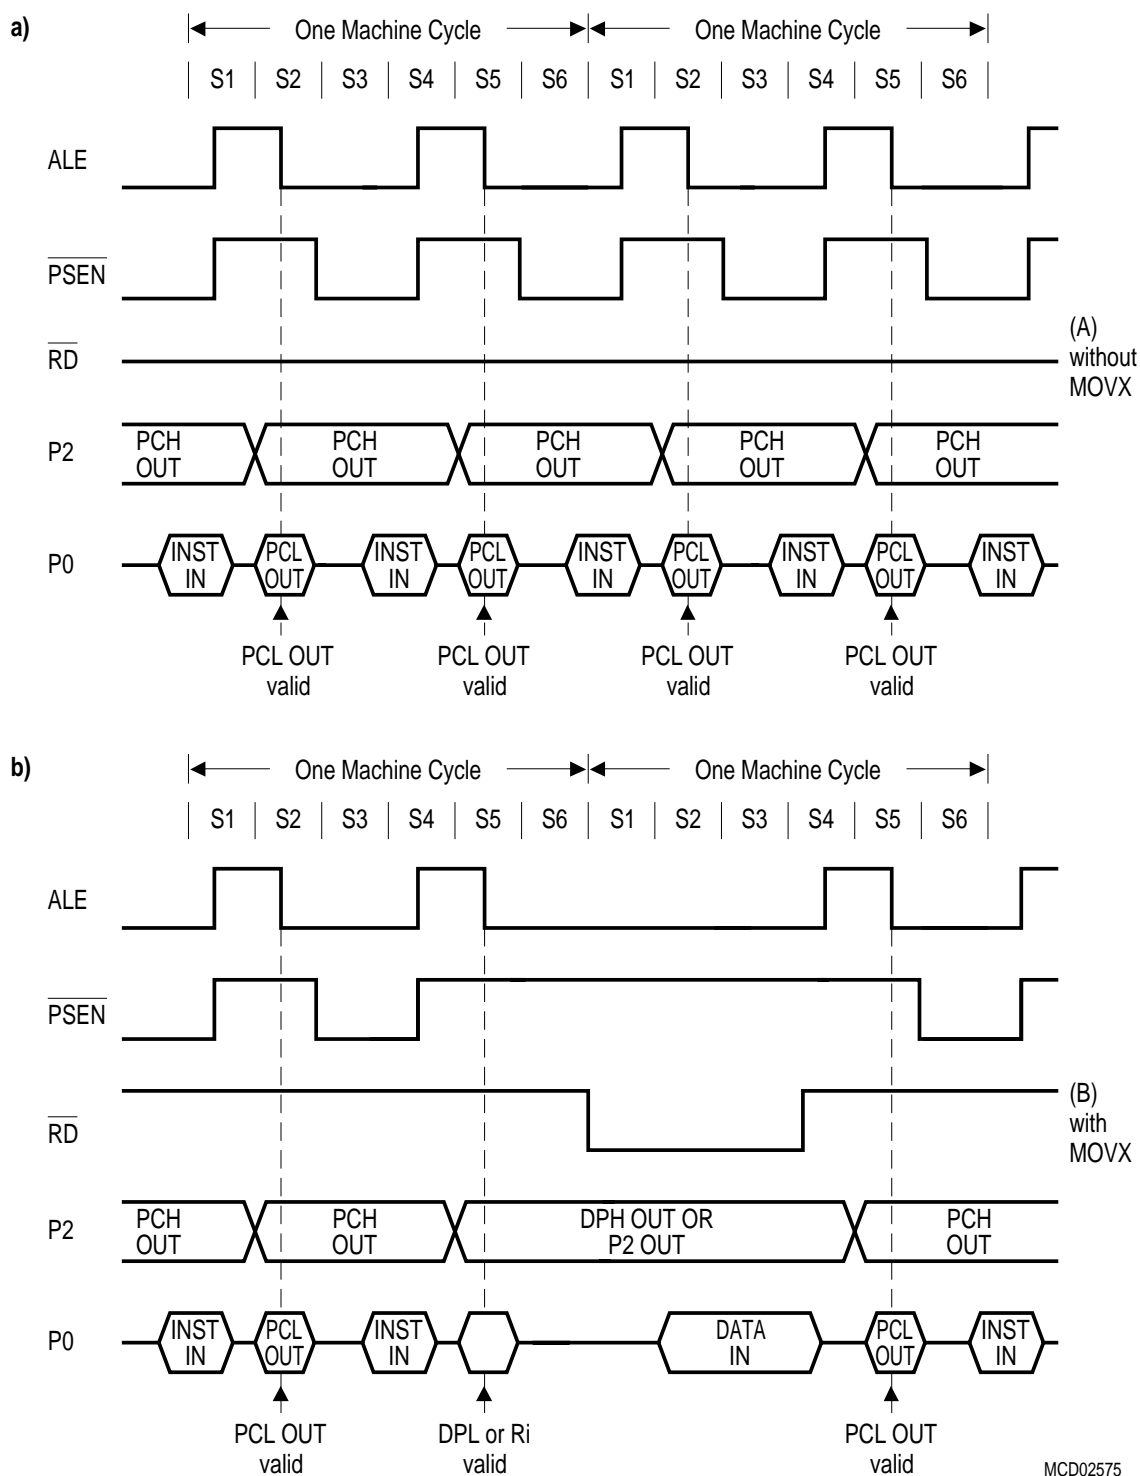 a)
One Machine Cycle One Machine Cycle
S1 S2 S3 S4 S5 S6 S1 S2 S3 S4 S5 S6
ALE
PSEN
RD
(A)
without
MOVX
P2
PCH PCH PCH PCH PCH
OUT OUT OUT OUT OUT
P0
INST PCL INST PCL INST PCL INST PCL INST
IN OUT IN OUT IN OUT IN OUT IN
PCL OUT PCL OUT PCL OUT PCL OUT
valid valid valid valid
b)
One Machine Cycle One Machine Cycle
S1 S2 S3 S4 S5 S6 S1 S2 S3 S4 S5 S6
ALE
PSEN
RD
(B)
with
MOVX
P2
PCH PCH DPH OUT OR PCH
OUT OUT P2 OUT OUT
P0
INST PCL INST DATA PCL INST
IN OUT IN IN OUT IN
PCL OUT DPL or Ri PCL OUT
valid valid valid
MCD02575